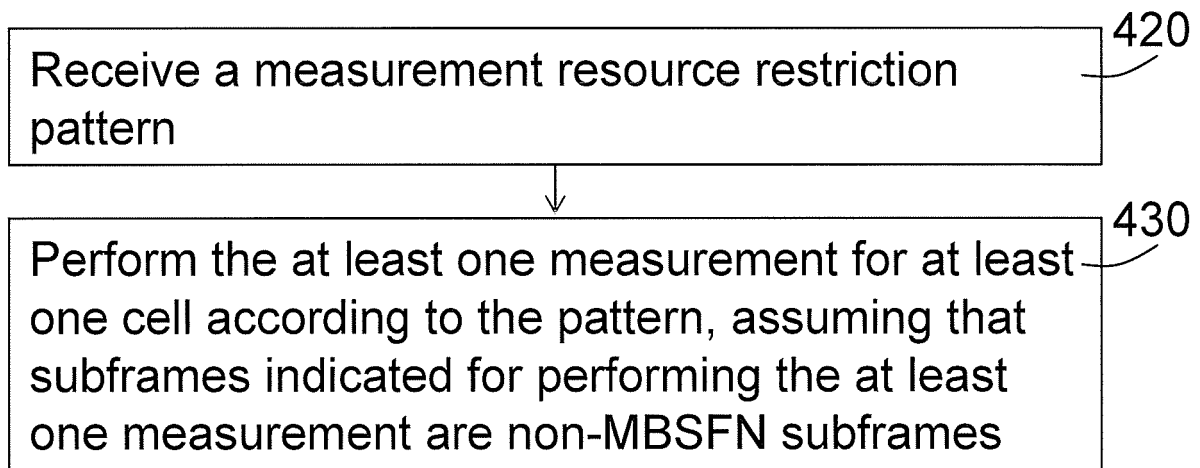 420
Receive a measurement resource restriction
pattern
430
Perform the at least one measurement for at least
one cell according to the pattern, assuming that
subframes indicated for performing the at least
one measurement are non-MBSFN subframes